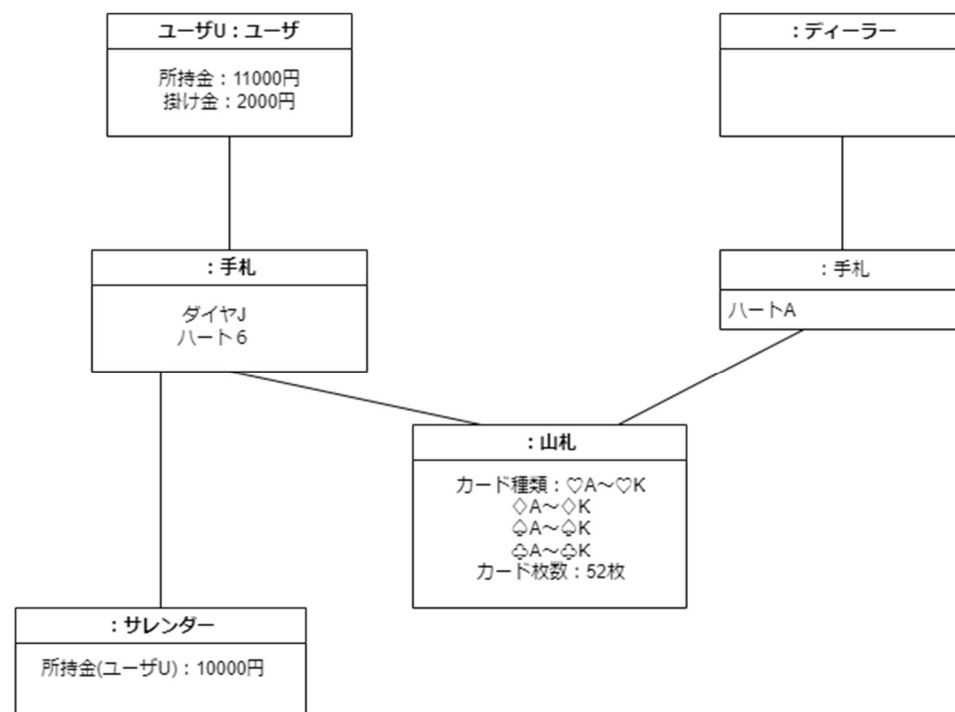 ユーザU：ユーザ
所持金：11000円
掛け金：2000円
：ディーラー
：手札
ダイヤJ
ハート６
：手札
ハートA
：山札
カード種類：♡A～♡K
♢A～♢K
♤A～♤K
♧A～♧K
カード枚数：52枚
：サレンダー
所持金(ユーザU)：10000円